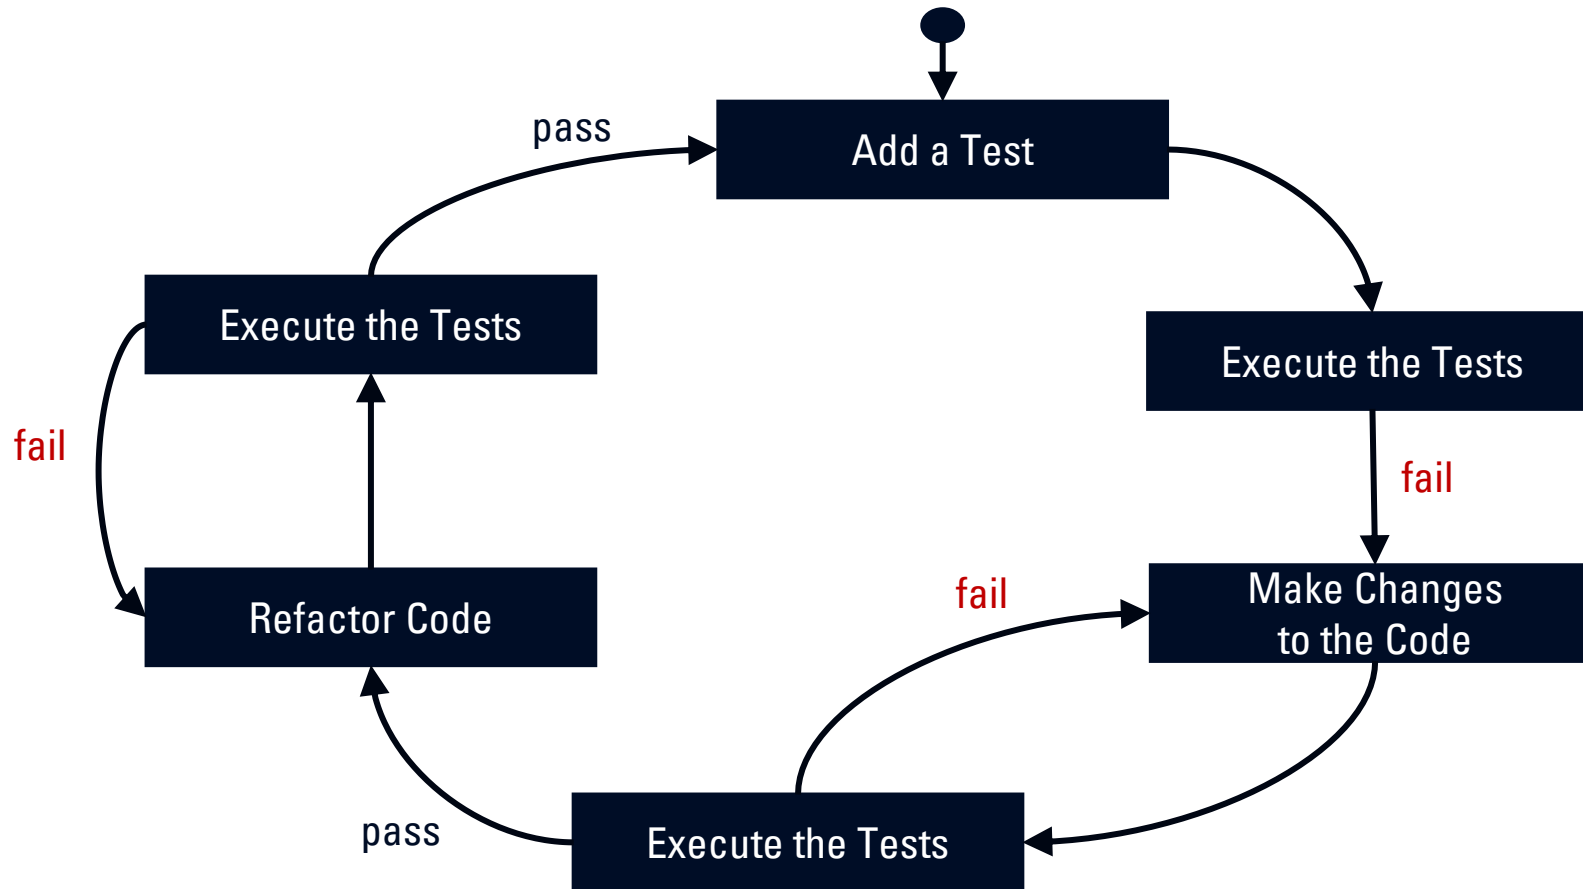 pass
Add a Test
Execute the Tests
Execute the Tests
fail
fail
Make Changes
to the Code
fail
Refactor Code
pass
Execute the Tests